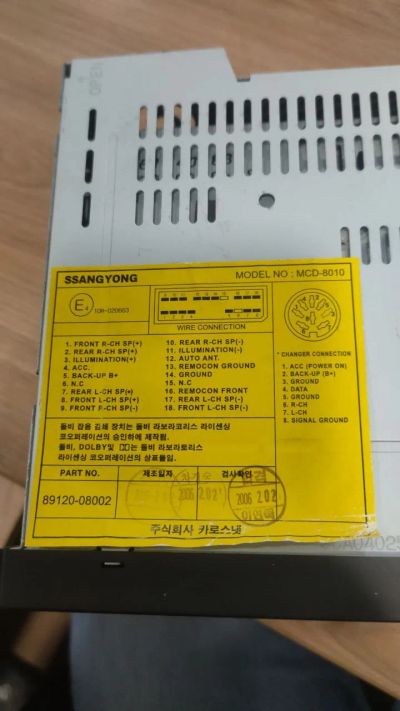 SSANGYONG
MODEL NO : MCD-8010
E4
10R-020663
WIRE CONNECTION
1. FRONT R-CH SP(+)
2. REAR R-CH SP(+)
3. ILLUMINATION(+)
4. ACC.
5. BACK-UP B+
6. N.C
7. REAR L-CH SP(+)
8. FRONT L-CH SP(+)
9. FRONT R-CH SP(-)
10. REAR R-CH SP(-)
11. ILLUMINATION(-)
12. AUTO ANT.
13. REMOCON GROUND
14. GROUND
15. N.C
16. REMOCON FRONT
17. REAR L-CH SP(-)
18. FRONT L-CH SP(-)
* CHANGER CONNECTION
1. ACC (POWER ON)
2. BACK-UP (B+)
3. GROUND
4. DATA
5. GROUND
6. R-CH
7. L-CH
8. SIGNAL GROUND
돌비 잡음 감쇄 장치는 돌비 라보라토리스 라이센싱
코오퍼레이션의 승인하에 제작됨.
돌비, DOLBY및 는 돌비 라보라토리스
라이센싱 코오퍼레이션의 상표물임.
PART NO.
제조일자
검사확인
89120-08002
2006 2.02
2006 2.02
주식회사 카로스넷